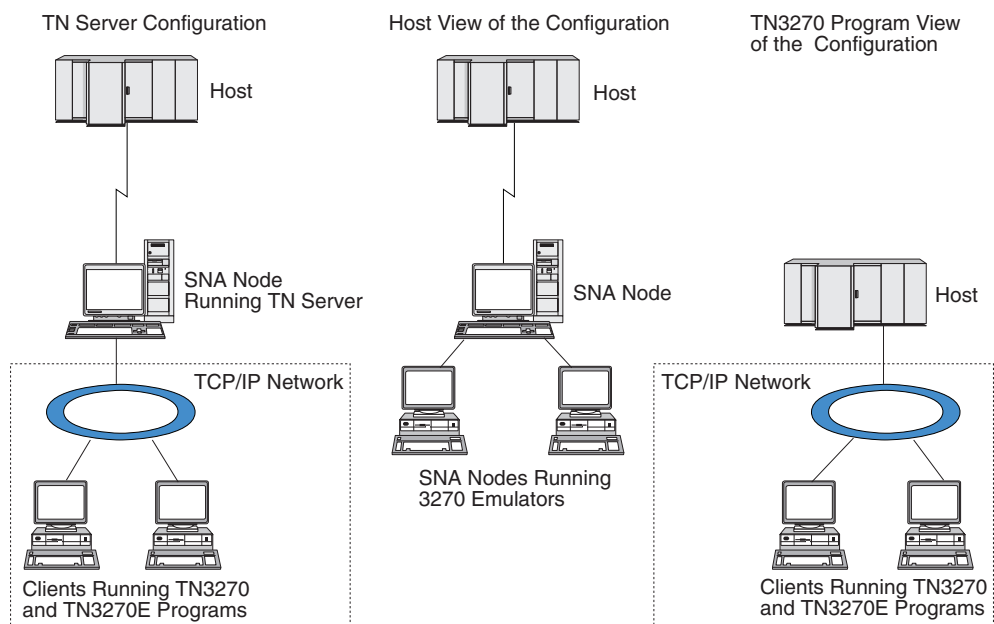 TN Server Configuration
Host
SNA Node
Running TN Server
TCP/IP Network
Clients Running TN3270
and TN3270E Programs
Host View of the Configuration
Host
SNA Node
SNA Nodes Running
3270 Emulators
TN3270 Program View
of the Configuration
Host
TCP/IP Network
Clients Running TN3270
and TN3270E Programs